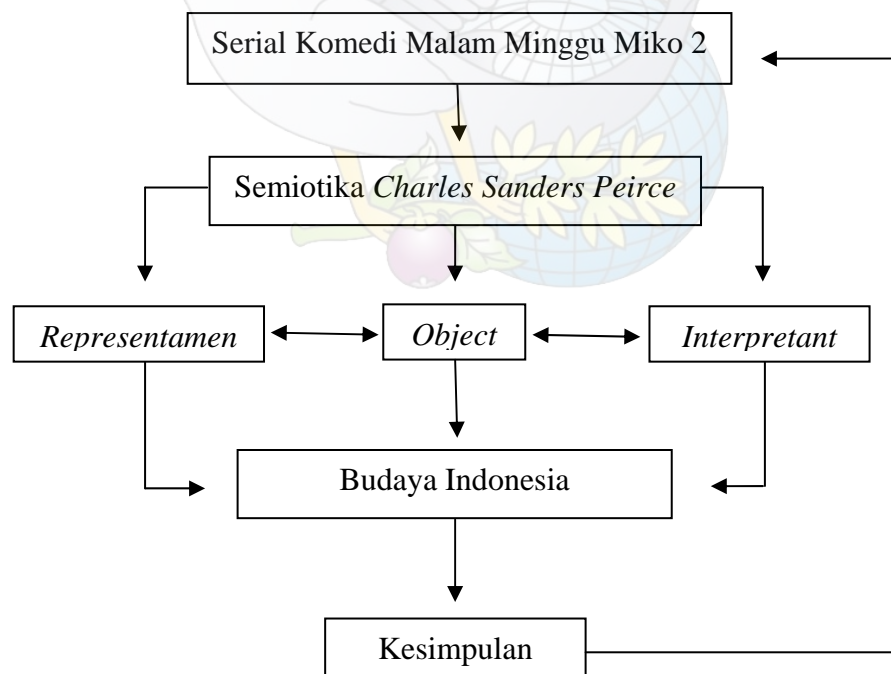 Serial Komedi Malam Minggu Miko 2
Semiotika Charles Sanders Peirce
Representamen
Object
Interpretant
Budaya Indonesia
Kesimpulan